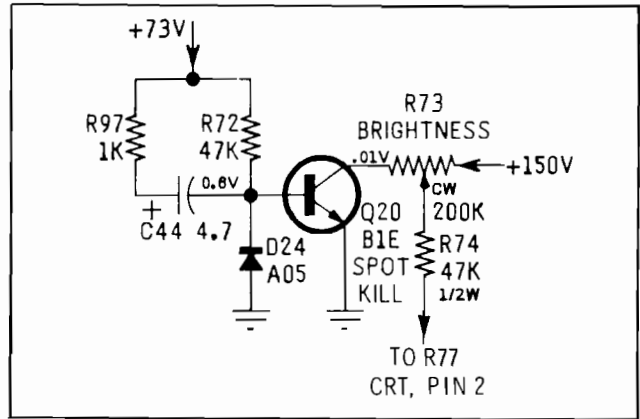 +73V
R97
1K
R72
47K
R73
BRIGHTNESS
.01V
+150V
0.6V
+
C44 4.7
CW
200K
Q20
B1E
SPOT
KILL
D24
A05
R74
47K
1/2W
TO R77
CRT, PIN 2